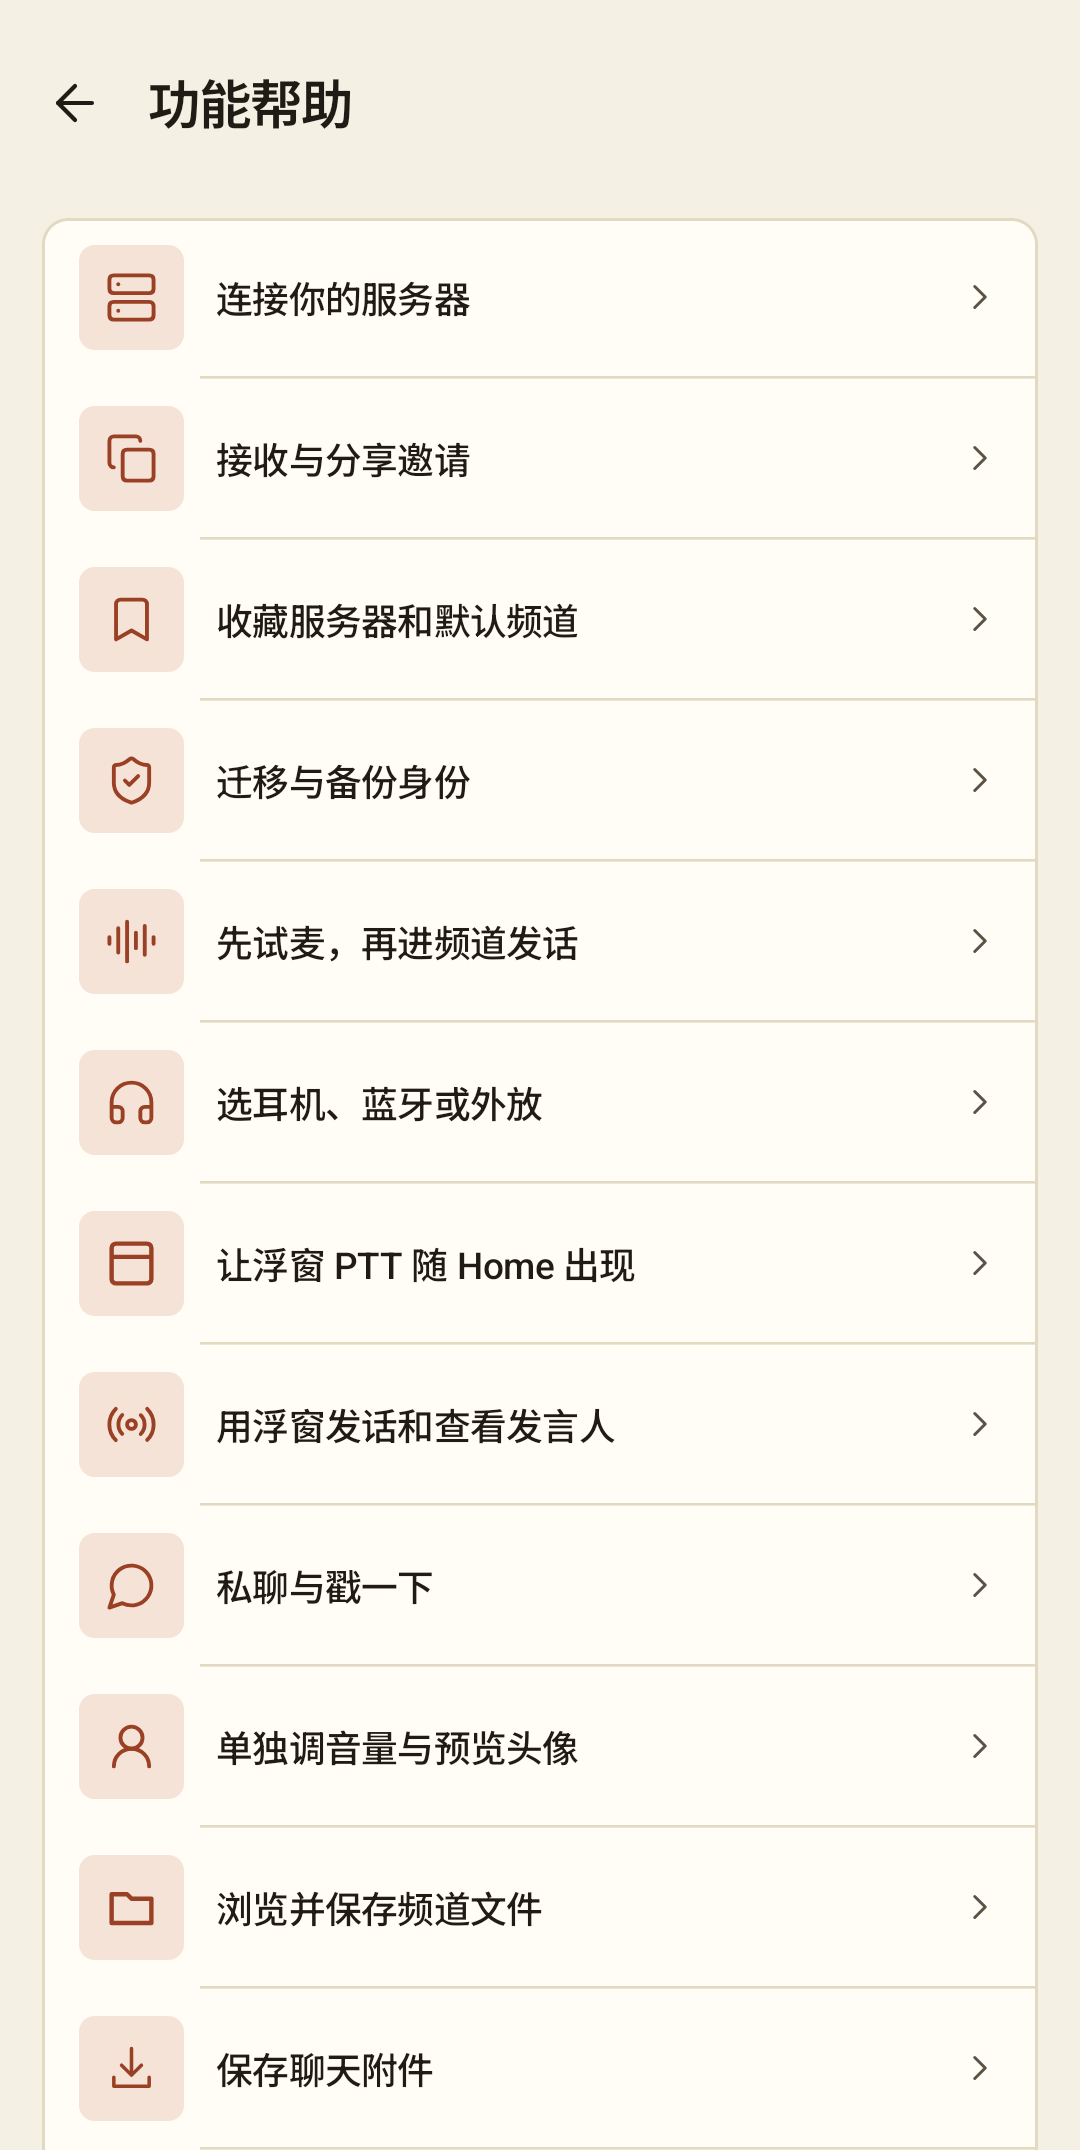 功能帮助
连接你的服务器
接收与分享邀请
收藏服务器和默认频道
迁移与备份身份
先试麦，再进频道发话
选耳机、蓝牙或外放
让浮窗 PTT 随 Home 出现
用浮窗发话和查看发言人
私聊与戳一下
单独调音量与预览头像
浏览并保存频道文件
保存聊天附件